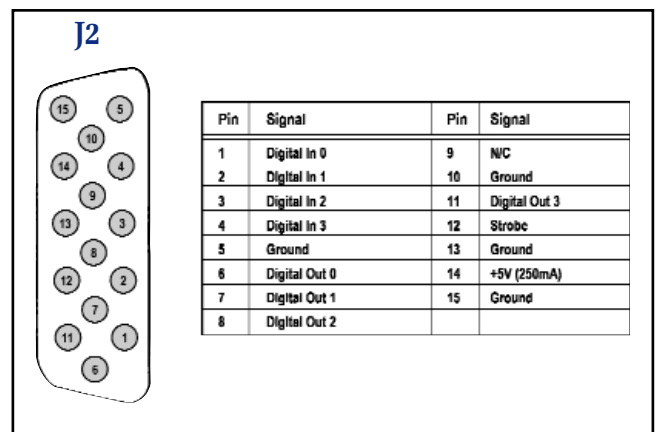 J2
15 5
10
14 4
9
13 3
8
12 2
7
11 1
6
Pin Signal Pin Signal
1 Digital In 0 9 N/C
2 Digital In 1 10 Ground
3 Digital In 2 11 Digital Out 3
4 Digital In 3 12 Strobe
5 Ground 13 Ground
6 Digital Out 0 14 +5V (250mA)
7 Digital Out 1 15 Ground
8 Digital Out 2